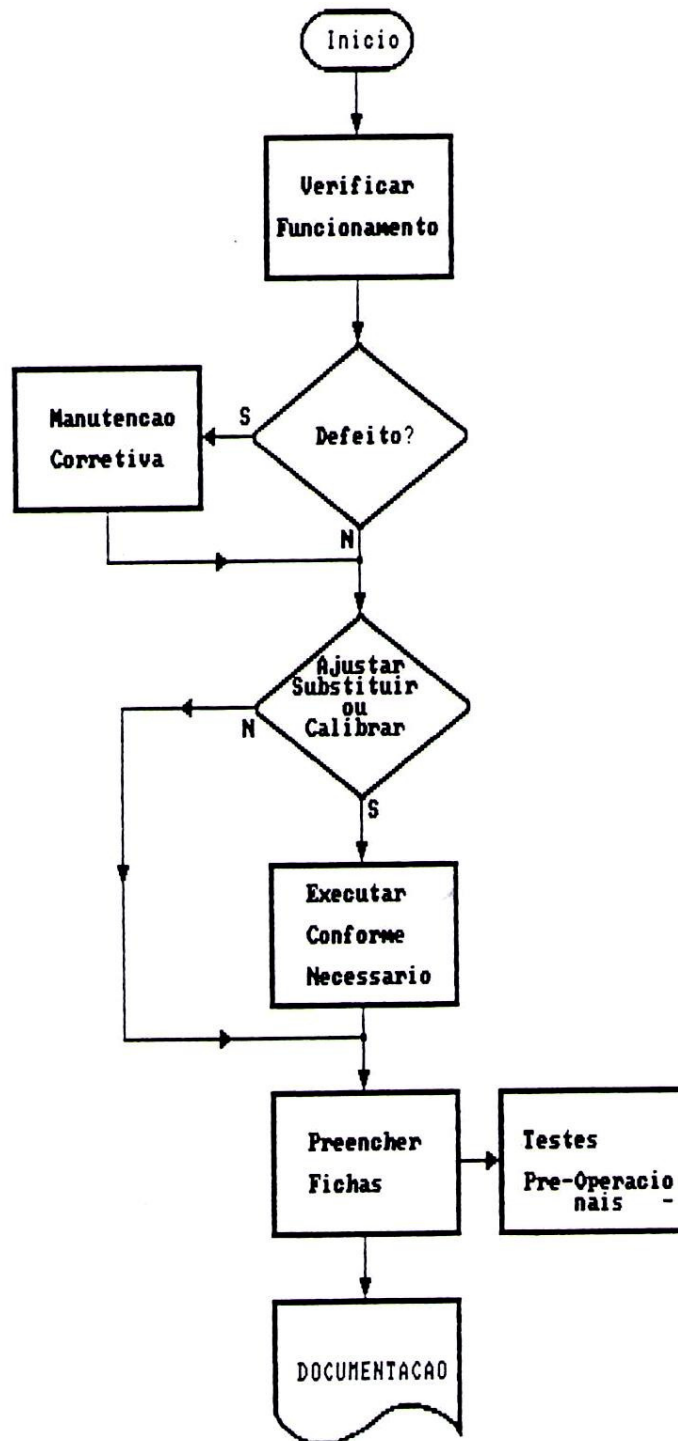 Inicio
Verificar
Funcionamento
Manutencao
Corretiva
S
Defeito?
N
Ajustar
Substituir
ou
Calibrar
N
S
Executar
Conforme
Necessario
Preencher
Fichas
Testes
Pre-Operacio
nais -
DOCUMENTACAO